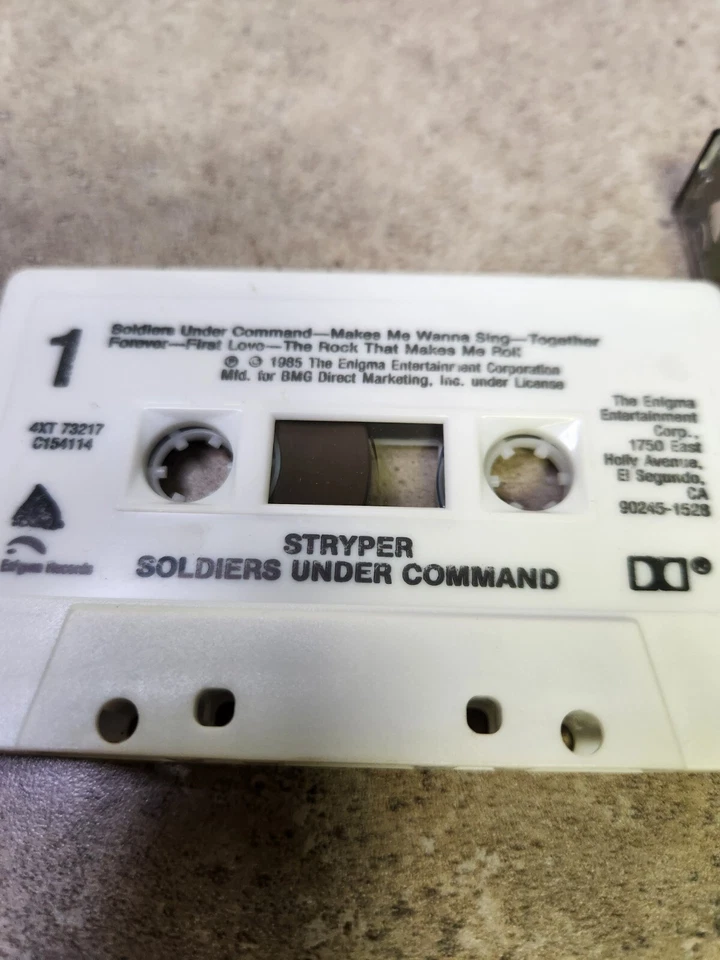 1
Soldiers Under Command—Makes Me Wanna Sing—Together
Forever—First Love—The Rock That Makes Me Roll
℗ © 1985 The Enigma Entertainment Corporation
Mfd. for BMG Direct Marketing, Inc. under License
4XT 73217
C154114
The Enigma
Entertainment
Corp.,
1750 East
Holly Avenue,
El Segundo,
CA
90245-1528
Enigma Records
STRYPER
SOLDIERS UNDER COMMAND